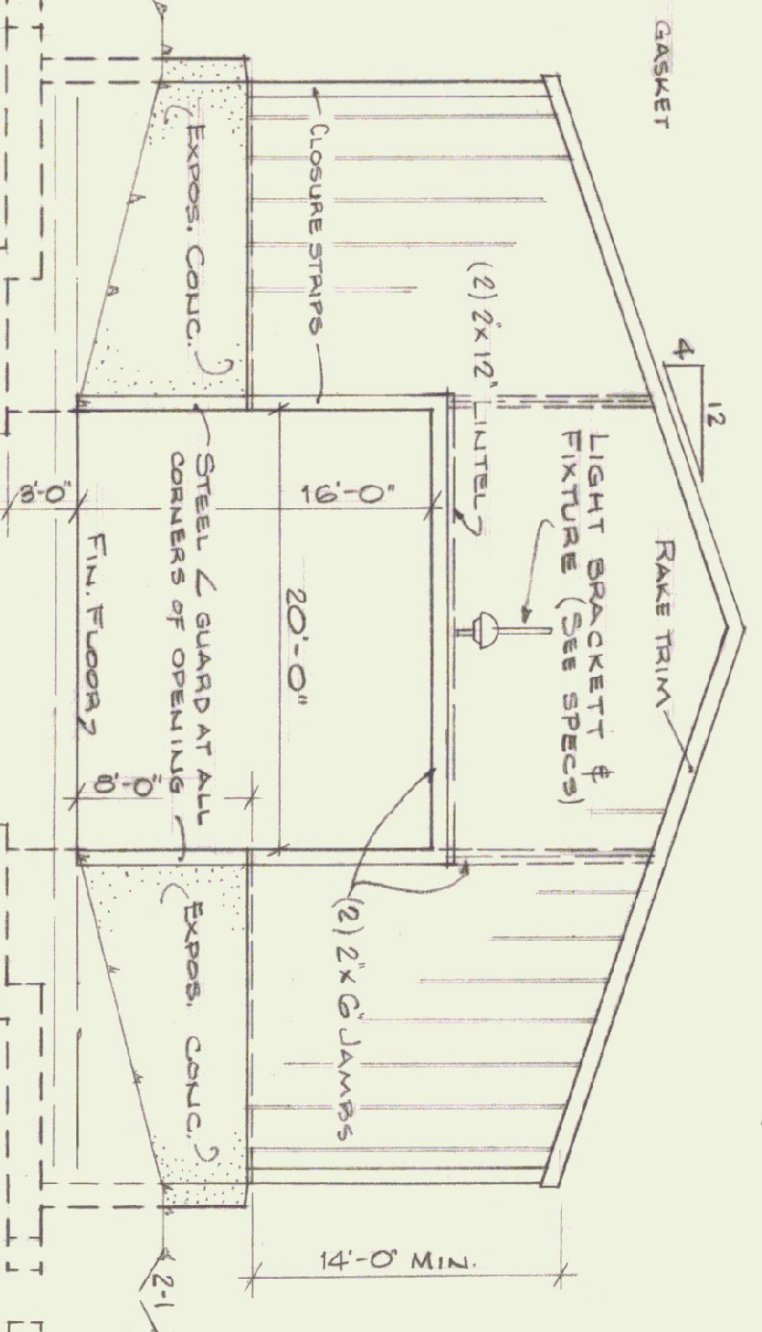 GASKET
4
12
RAKE TRIM
LIGHT BRACKETT &
FIXTURE (SEE SPECS)
(2) 2"x 12" LINTEL
CLOSURE STRIPS
16'-0"
20'-0"
(2) 2"x 6" JAMBS
14'-0" MIN.
EXPOS. CONC.
STEEL ∠ GUARD AT ALL
CORNERS OF OPENING
8'-0"
EXPOS. CONC.
FIN. FLOOR
3'-0"
2-1